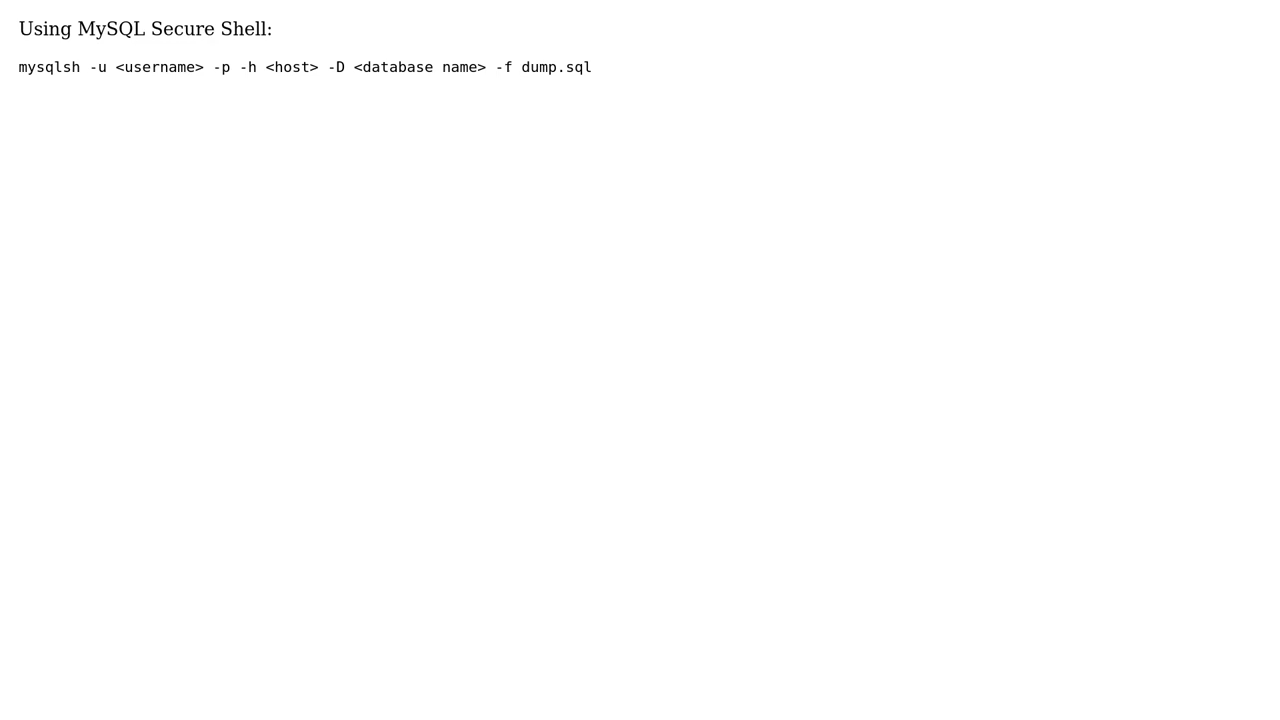 Using MySQL Secure Shell:
mysqlsh -u <username> -p -h <host> -D <database name> -f dump.sql